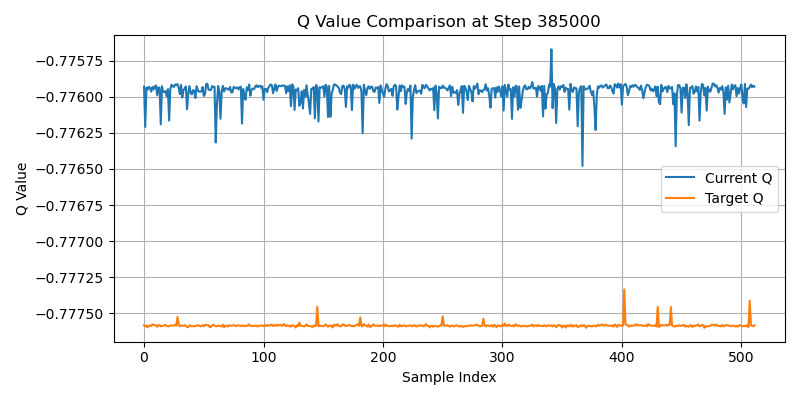 Q Value Comparison at Step 385000
−0.77575
−0.77600
−0.77625
−0.77650
−0.77675
−0.77700
−0.77725
−0.77750
Q Value
Current Q
Target Q
0 100 200 300 400 500
Sample Index